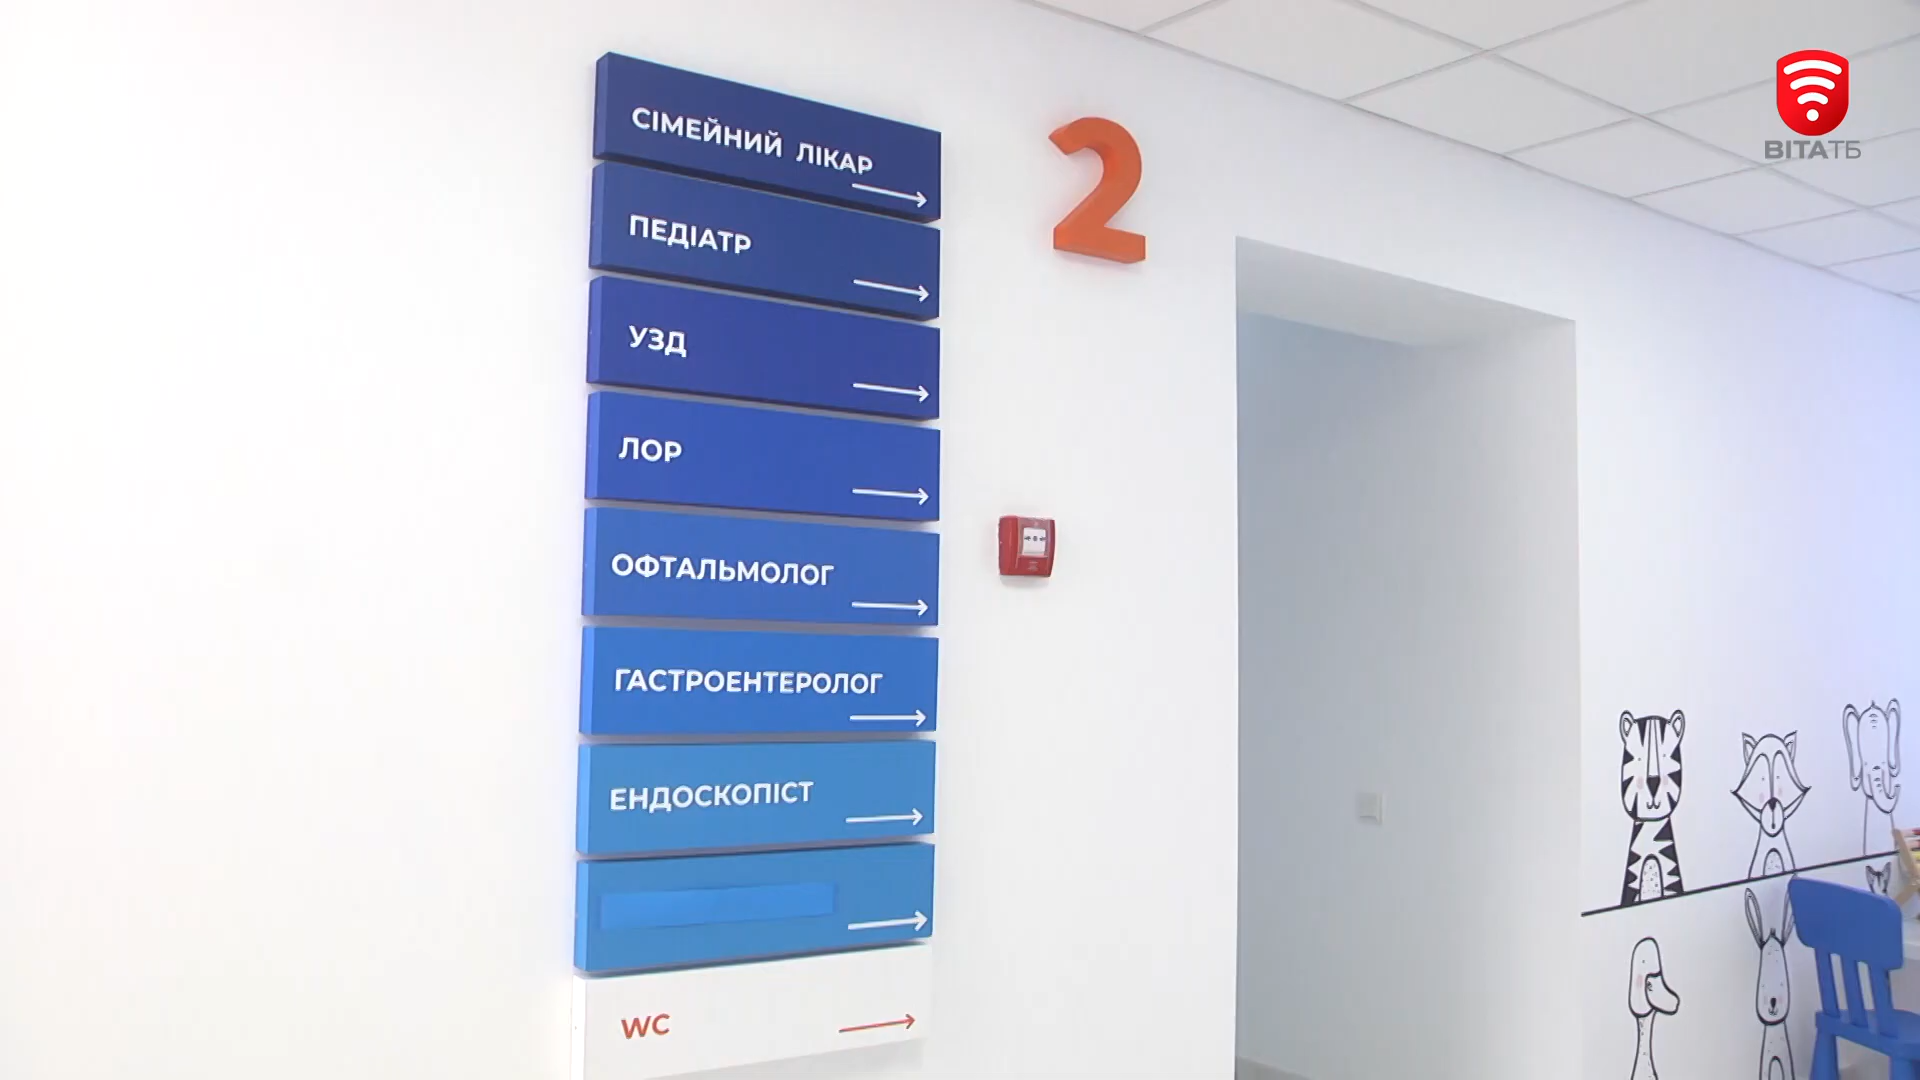 СІМЕЙНИЙ ЛІКАР
ПЕДІАТР
УЗД
ЛОР
ОФТАЛЬМОЛОГ
ГАСТРОЕНТЕРОЛОГ
ЕНДОСКОПІСТ
WC
2
ВІТАТБ